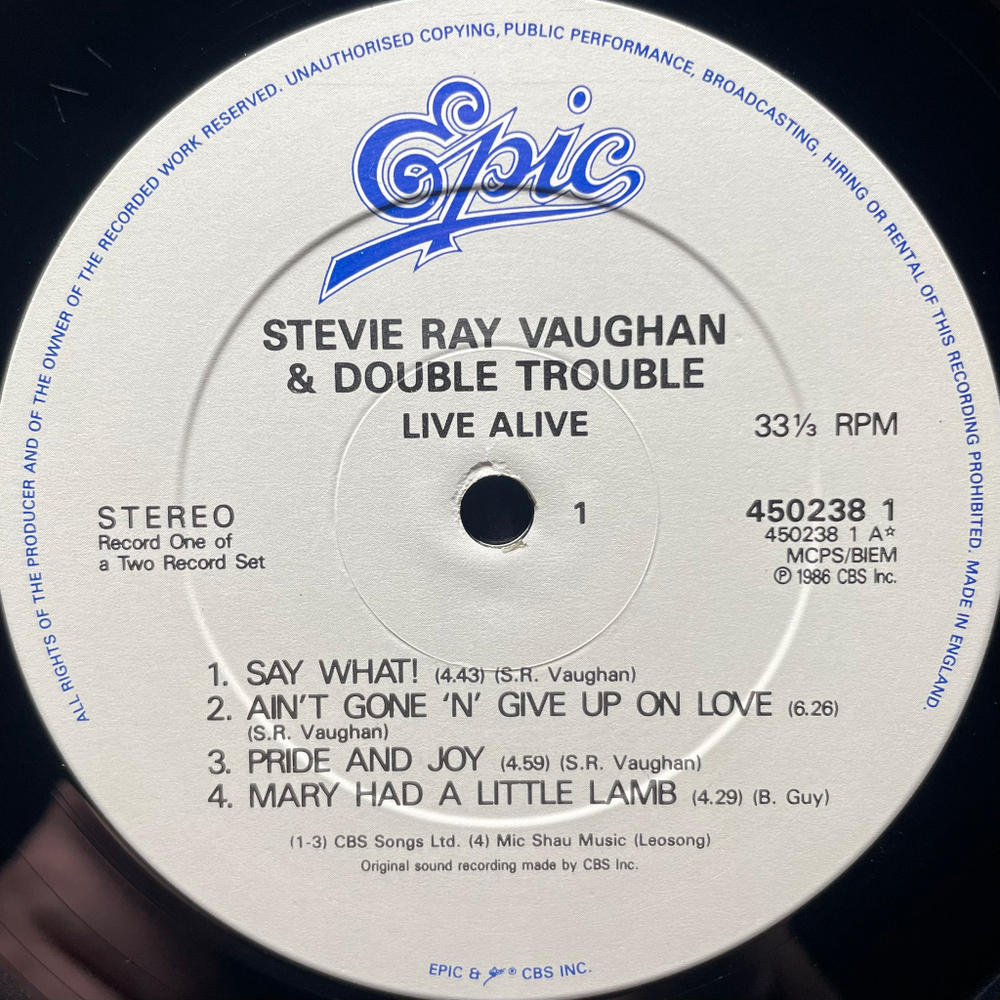 ALL RIGHTS OF THE PRODUCER AND OF THE OWNER OF THE RECORDED WORK RESERVED. UNAUTHORISED COPYING, PUBLIC PERFORMANCE, BROADCASTING, HIRING OR RENTAL OF THIS RECORDING PROHIBITED. MADE IN ENGLAND.
Epic
STEVIE RAY VAUGHAN
& DOUBLE TROUBLE
LIVE ALIVE
33⅓ RPM
STEREO
Record One of
a Two Record Set
1
450238 1
450238 1 A☆
MCPS/BIEM
℗ 1986 CBS Inc.
1. SAY WHAT! (4.43) (S.R. Vaughan)
2. AIN'T GONE 'N' GIVE UP ON LOVE (6.26)
(S.R. Vaughan)
3. PRIDE AND JOY (4.59) (S.R. Vaughan)
4. MARY HAD A LITTLE LAMB (4.29) (B. Guy)
(1-3) CBS Songs Ltd. (4) Mic Shau Music (Leosong)
Original sound recording made by CBS Inc.
EPIC & ® CBS INC.